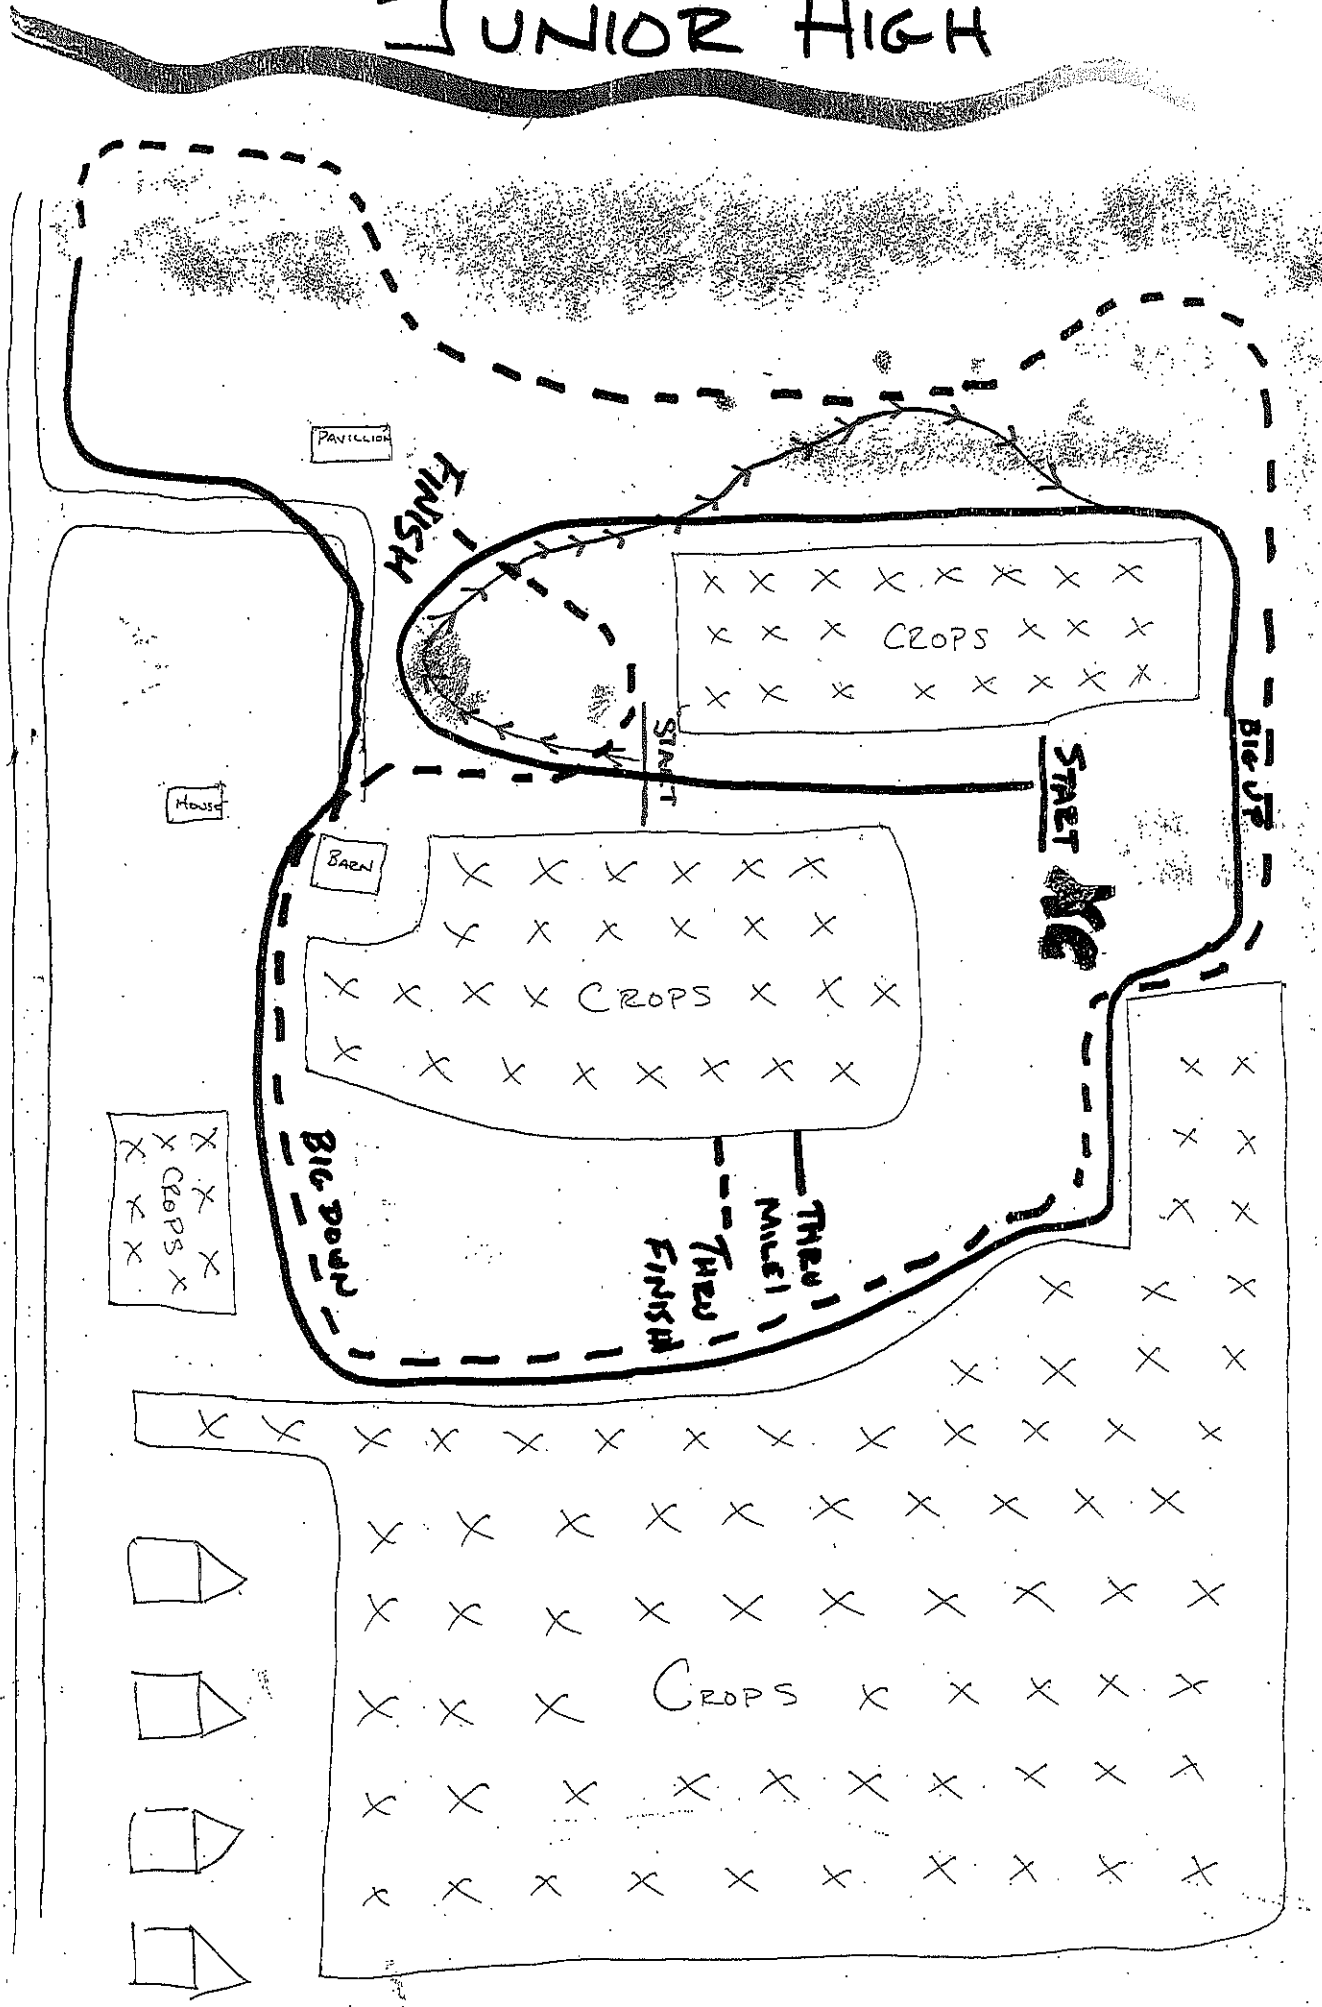 JUNIOR HIGH
PAVILLION
FINISH
CROPS
START
START
BIG UP
HOUSE
BARN
CROPS
CROPS
BIG DOWN
THRU
MILE 1
THRU
FINISH
CROPS